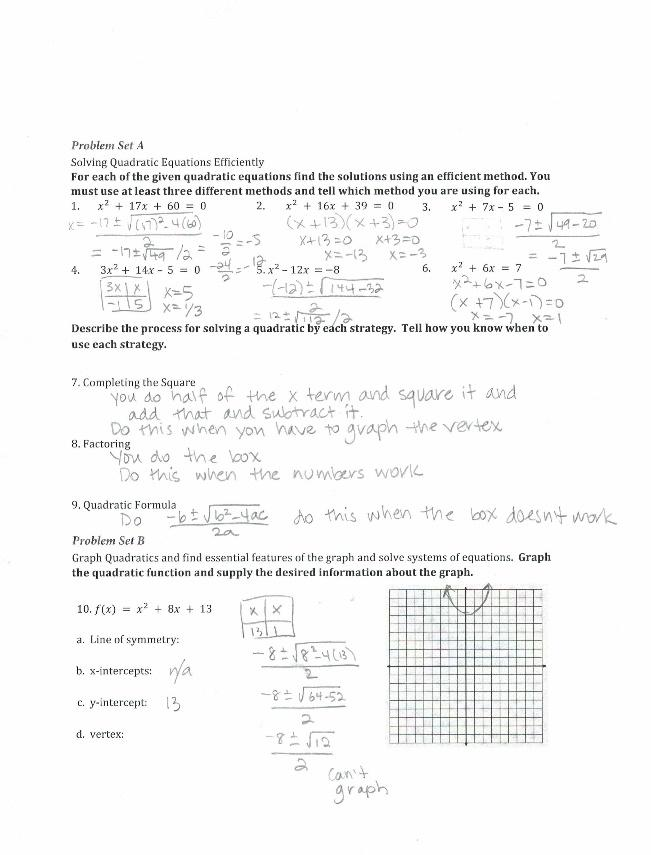 Problem Set A
Solving Quadratic Equations Efficiently
For each of the given quadratic equations find the solutions using an efficient method. You
must use at least three different methods and tell which method you are using for each.
1. x² + 17x + 60 = 0
x = -17 ± √(17)² - 4(60) / 2
= -17 ± √49 / 2 = -10/2 = -5
-24/2 = -12
2. x² + 16x + 39 = 0
(x + 13)(x + 3) = 0
x+13=0 x+3=0
x=-13 x=-3
3. x² + 7x - 5 = 0
-7 ± √49 - 20 / 2
= -7 ± √29 / 2
4. 3x² + 14x - 5 = 0
3x | x
-1 | 5
x=5
x=1/3
5. x² - 12x = -8
-(-12) ± √144 - 32 / 2
= 12 ± √112 / 2
6. x² + 6x = 7
x² + 6x - 7 = 0
(x + 7)(x - 1) = 0
x = -7 x = 1
Describe the process for solving a quadratic by each strategy. Tell how you know when to
use each strategy.
7. Completing the Square
You do half of the x term and square it and
add that and subtract it.
Do this when you have to graph the vertex
8. Factoring
You do the box
Do this when the numbers work
9. Quadratic Formula
Do -b ± √b² - 4ac / 2a do this when the box doesnt work
Problem Set B
Graph Quadratics and find essential features of the graph and solve systems of equations. Graph
the quadratic function and supply the desired information about the graph.
10. f(x) = x² + 8x + 13
a. Line of symmetry:
b. x-intercepts: n/a
c. y-intercept: 13
d. vertex:
x | x
13 | 1
-8 ± √8² - 4(13) / 2
-8 ± √64 - 52 / 2
-8 ± √12 / 2
can't
graph